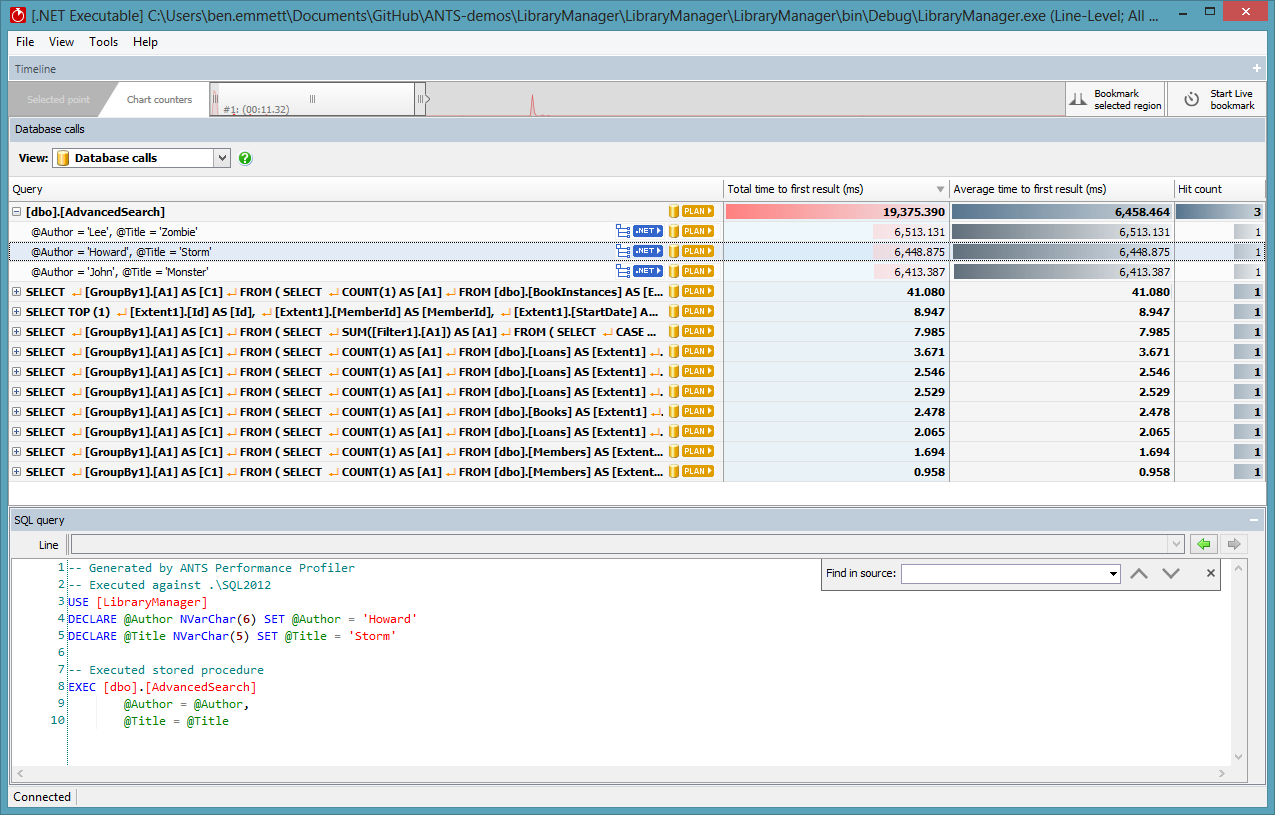 [.NET Executable] C:\Users\ben.emmett\Documents\GitHub\ANTS-demos\LibraryManager\LibraryManager\LibraryManager\bin\Debug\LibraryManager.exe (Line-Level; All ...
File View Tools Help
Timeline
Selected point Chart counters #1: (00:11.32) Bookmark selected region Start Live bookmark
Database calls
View: Database calls
Query Total time to first result (ms) Average time to first result (ms) Hit count
[dbo].[AdvancedSearch] PLAN 19,375.390 6,458.464 3
@Author = 'Lee', @Title = 'Zombie' .NET PLAN 6,513.131 6,513.131 1
@Author = 'Howard', @Title = 'Storm' .NET PLAN 6,448.875 6,448.875 1
@Author = 'John', @Title = 'Monster' .NET PLAN 6,413.387 6,413.387 1
SELECT [GroupBy1].[A1] AS [C1] FROM ( SELECT COUNT(1) AS [A1] FROM [dbo].[BookInstances] AS [E... PLAN 41.080 41.080 1
SELECT TOP (1) [Extent1].[Id] AS [Id], [Extent1].[MemberId] AS [MemberId], [Extent1].[StartDate] A... PLAN 8.947 8.947 1
SELECT [GroupBy1].[A1] AS [C1] FROM ( SELECT SUM([Filter1].[A1]) AS [A1] FROM ( SELECT CASE ... PLAN 7.985 7.985 1
SELECT [GroupBy1].[A1] AS [C1] FROM ( SELECT COUNT(1) AS [A1] FROM [dbo].[Loans] AS [Extent1] . PLAN 3.671 3.671 1
SELECT [GroupBy1].[A1] AS [C1] FROM ( SELECT COUNT(1) AS [A1] FROM [dbo].[Loans] AS [Extent1] . PLAN 2.546 2.546 1
SELECT [GroupBy1].[A1] AS [C1] FROM ( SELECT COUNT(1) AS [A1] FROM [dbo].[Loans] AS [Extent1] . PLAN 2.529 2.529 1
SELECT [GroupBy1].[A1] AS [C1] FROM ( SELECT COUNT(1) AS [A1] FROM [dbo].[Books] AS [Extent1] . PLAN 2.478 2.478 1
SELECT [GroupBy1].[A1] AS [C1] FROM ( SELECT COUNT(1) AS [A1] FROM [dbo].[Loans] AS [Extent1] . PLAN 2.065 2.065 1
SELECT [GroupBy1].[A1] AS [C1] FROM ( SELECT COUNT(1) AS [A1] FROM [dbo].[Members] AS [Extent... PLAN 1.694 1.694 1
SELECT [GroupBy1].[A1] AS [C1] FROM ( SELECT COUNT(1) AS [A1] FROM [dbo].[Members] AS [Extent... PLAN 0.958 0.958 1
SQL query
Line
Find in source:
1 -- Generated by ANTS Performance Profiler
2 -- Executed against .\SQL2012
3 USE [LibraryManager]
4 DECLARE @Author NVarChar(6) SET @Author = 'Howard'
5 DECLARE @Title NVarChar(5) SET @Title = 'Storm'
6
7 -- Executed stored procedure
8 EXEC [dbo].[AdvancedSearch]
9 @Author = @Author,
10 @Title = @Title
Connected